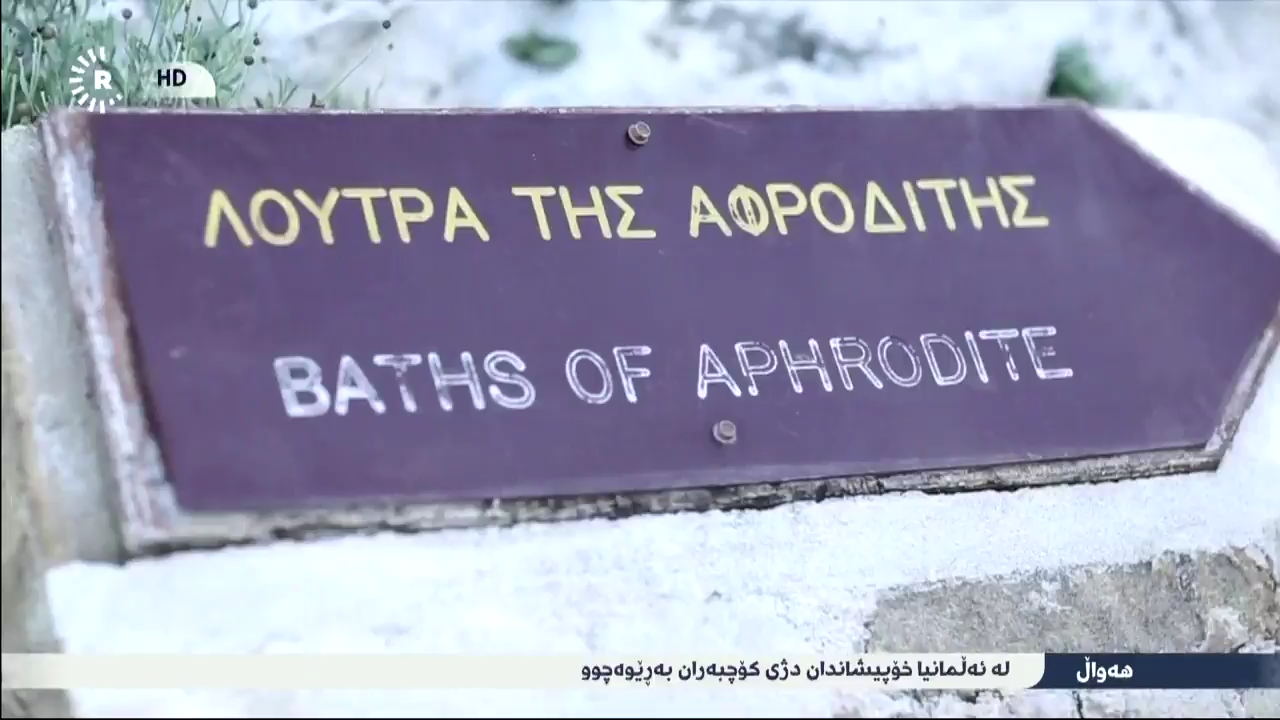 R
HD
ΛΟΥΤΡΑ ΤΗΣ ΑΦΡΟΔΙΤΗΣ
BATHS OF APHRODITE
هەواڵ
لە ئەڵمانیا خۆپیشاندان دژی کۆچبەران بەڕێوەچوو